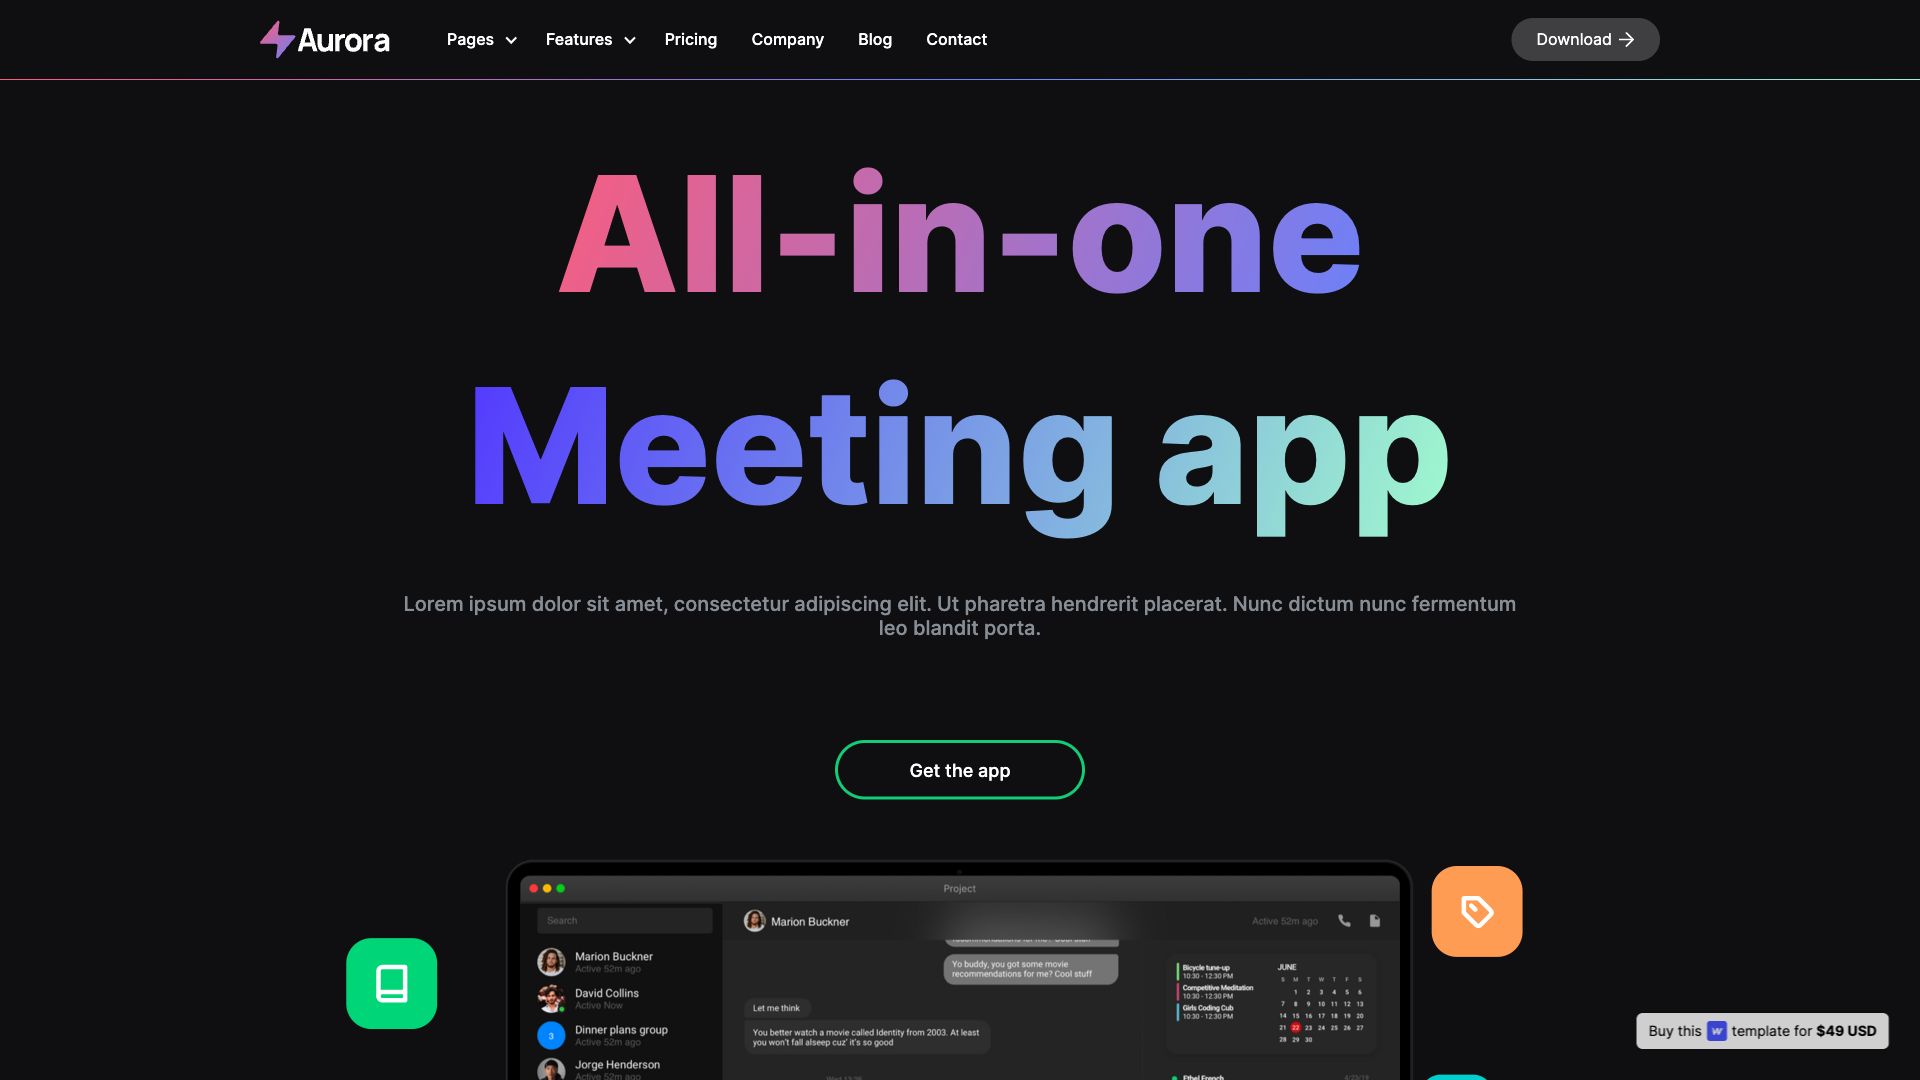 Aurora
Pages
Features
Pricing
Company
Blog
Contact
Download
All-in-one
Meeting app
Lorem ipsum dolor sit amet, consectetur adipiscing elit. Ut pharetra hendrerit placerat. Nunc dictum nunc fermentum
leo blandit porta.
Get the app
Project
Search
Marion Buckner
Active 52m ago
Marion Buckner
Active 52m ago
David Collins
Active Now
3
Dinner plans group
Active 52m ago
Jorge Henderson
Active 52m ago
recommendations for me? Cool stuff
Yo buddy, you got some movie
recommendations for me? Cool stuff
Let me think
You better watch a movie called Identity from 2003. At least
you won't fall alseep cuz' it's so good
Bicycle tune-up
10:30 - 12:30 PM
Competitive Meditation
10:30 - 12:30 PM
Girls Coding Cub
10:30 - 12:30 PM
JUNE
S M T W T F S
1 2 3 4 5 6
7 8 9 10 11 12 13
14 15 16 17 18 19 20
21 22 23 24 25 26 27
28 29 30
Ethel French
Buy this template for $49 USD